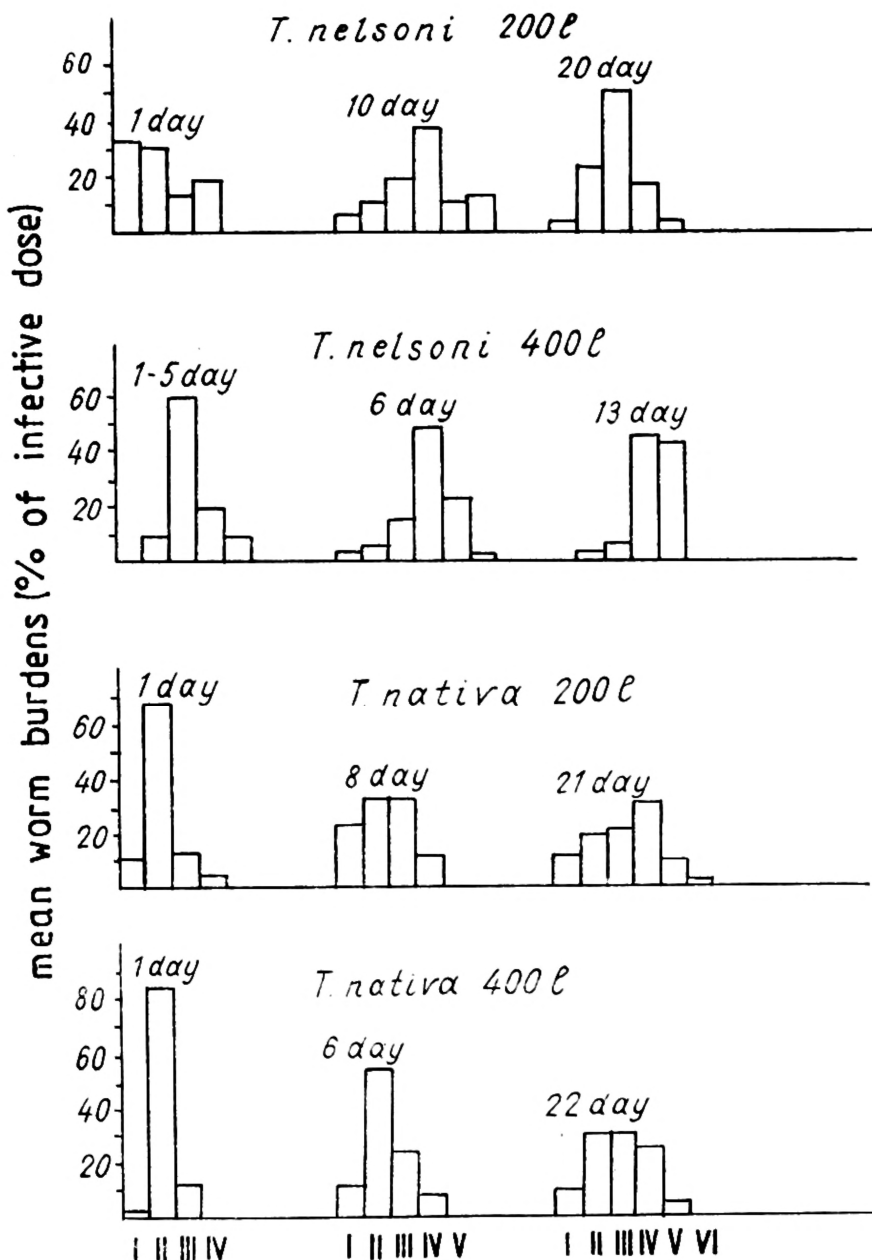 mean worm burdens (% of infective dose)
T. nelsoni 200ℓ
60
40
20
1 day
10 day
20 day
T. nelsoni 400ℓ
60
40
20
1-5 day
6 day
13 day
T. nativa 200ℓ
60
40
20
1 day
8 day
21 day
T. nativa 400ℓ
80
60
40
20
1 day
6 day
22 day
I II III IV I II III IV V I II III IV V VI